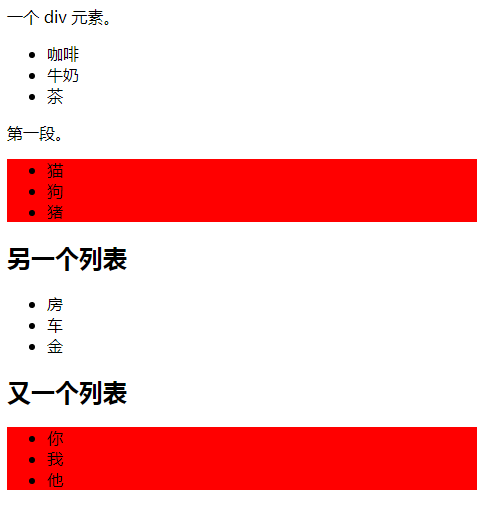 一个 div 元素。
咖啡
牛奶
茶
第一段。
猫
狗
猪
另一个列表
房
车
金
又一个列表
你
我
他